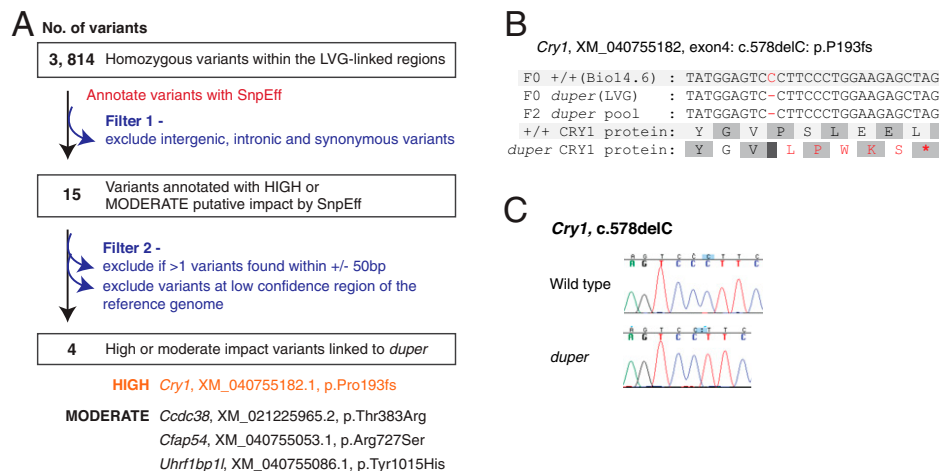 A
No. of variants
3, 814 Homozygous variants within the LVG-linked regions
Annotate variants with SnpEff
Filter 1 -
exclude intergenic, intronic and synonymous variants
15 Variants annotated with HIGH or
MODERATE putative impact by SnpEff
Filter 2 -
exclude if >1 variants found within +/- 50bp
exclude variants at low confidence region of the
reference genome
4 High or moderate impact variants linked to duper
HIGH Cry1, XM_040755182.1, p.Pro193fs
MODERATE Ccdc38, XM_021225965.2, p.Thr383Arg
Cfap54, XM_040755053.1, p.Arg727Ser
Uhrf1bp1l, XM_040755086.1, p.Tyr1015His
B
Cry1, XM_040755182, exon4: c.578delC: p.P193fs
F0 +/+(Bio14.6) : TATGGAGTCCCTTCCCTGGAAGAGCTAG
F0 duper(LVG) : TATGGAGTC-CTTCCCTGGAAGAGCTAG
F2 duper pool : TATGGAGTC-CTTCCCTGGAAGAGCTAG
+/+ CRY1 protein: Y G V P S L E E L
duper CRY1 protein: Y G V L P W K S *
C
Cry1, c.578delC
A G T C C C T T C
Wild type
A G T C C T T C
duper